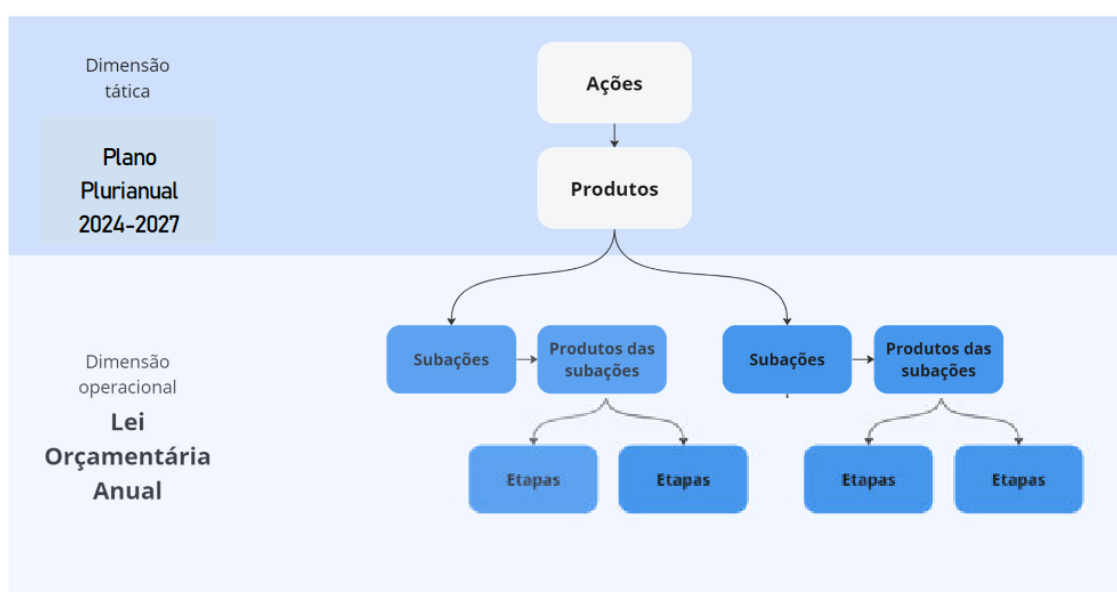 Dimensão
tática
Plano
Plurianual
2024-2027
Ações
Produtos
Dimensão
operacional
Lei
Orçamentária
Anual
Subações
Produtos das
subações
Subações
Produtos das
subações
Etapas
Etapas
Etapas
Etapas